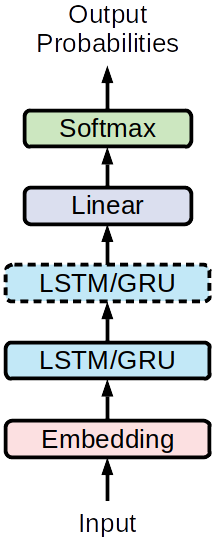 Output
Probabilities
Softmax
Linear
LSTM/GRU
LSTM/GRU
Embedding
Input